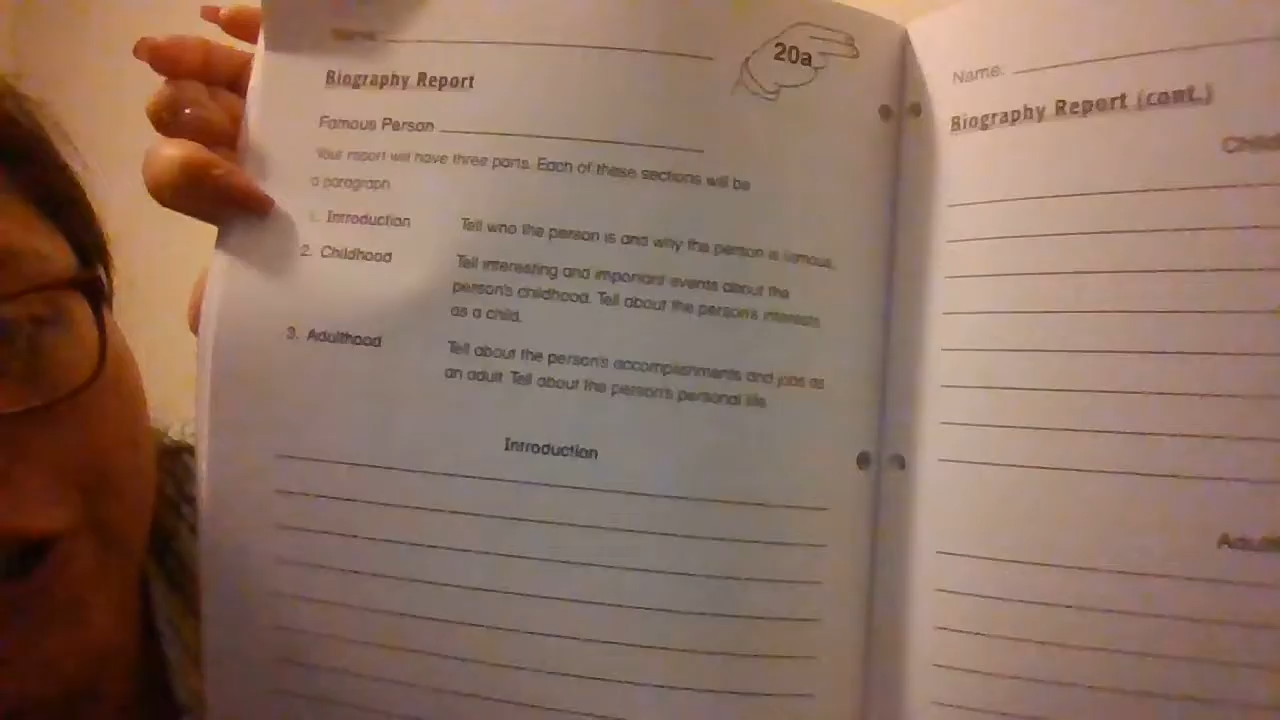 Name
20a
Biography Report
Famous Person
Your report will have three parts. Each of these sections will be
a paragraph
1. Introduction Tell who the person is and why the person is famous.
2. Childhood Tell interesting and important events about the
person's childhood. Tell about the person's interests
as a child.
3. Adulthood Tell about the person's accomplishments and jobs as
an adult. Tell about the person's personal life
Introduction
Name:
Biography Report (cont.)
Child
Adult